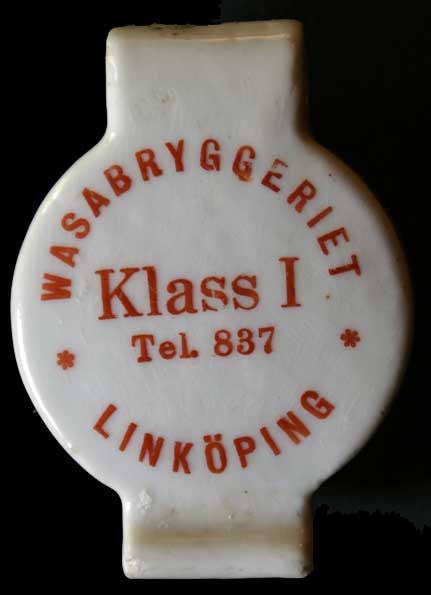 WASABRYGGERIET
Klass I
Tel. 837
* *
LINKÖPING